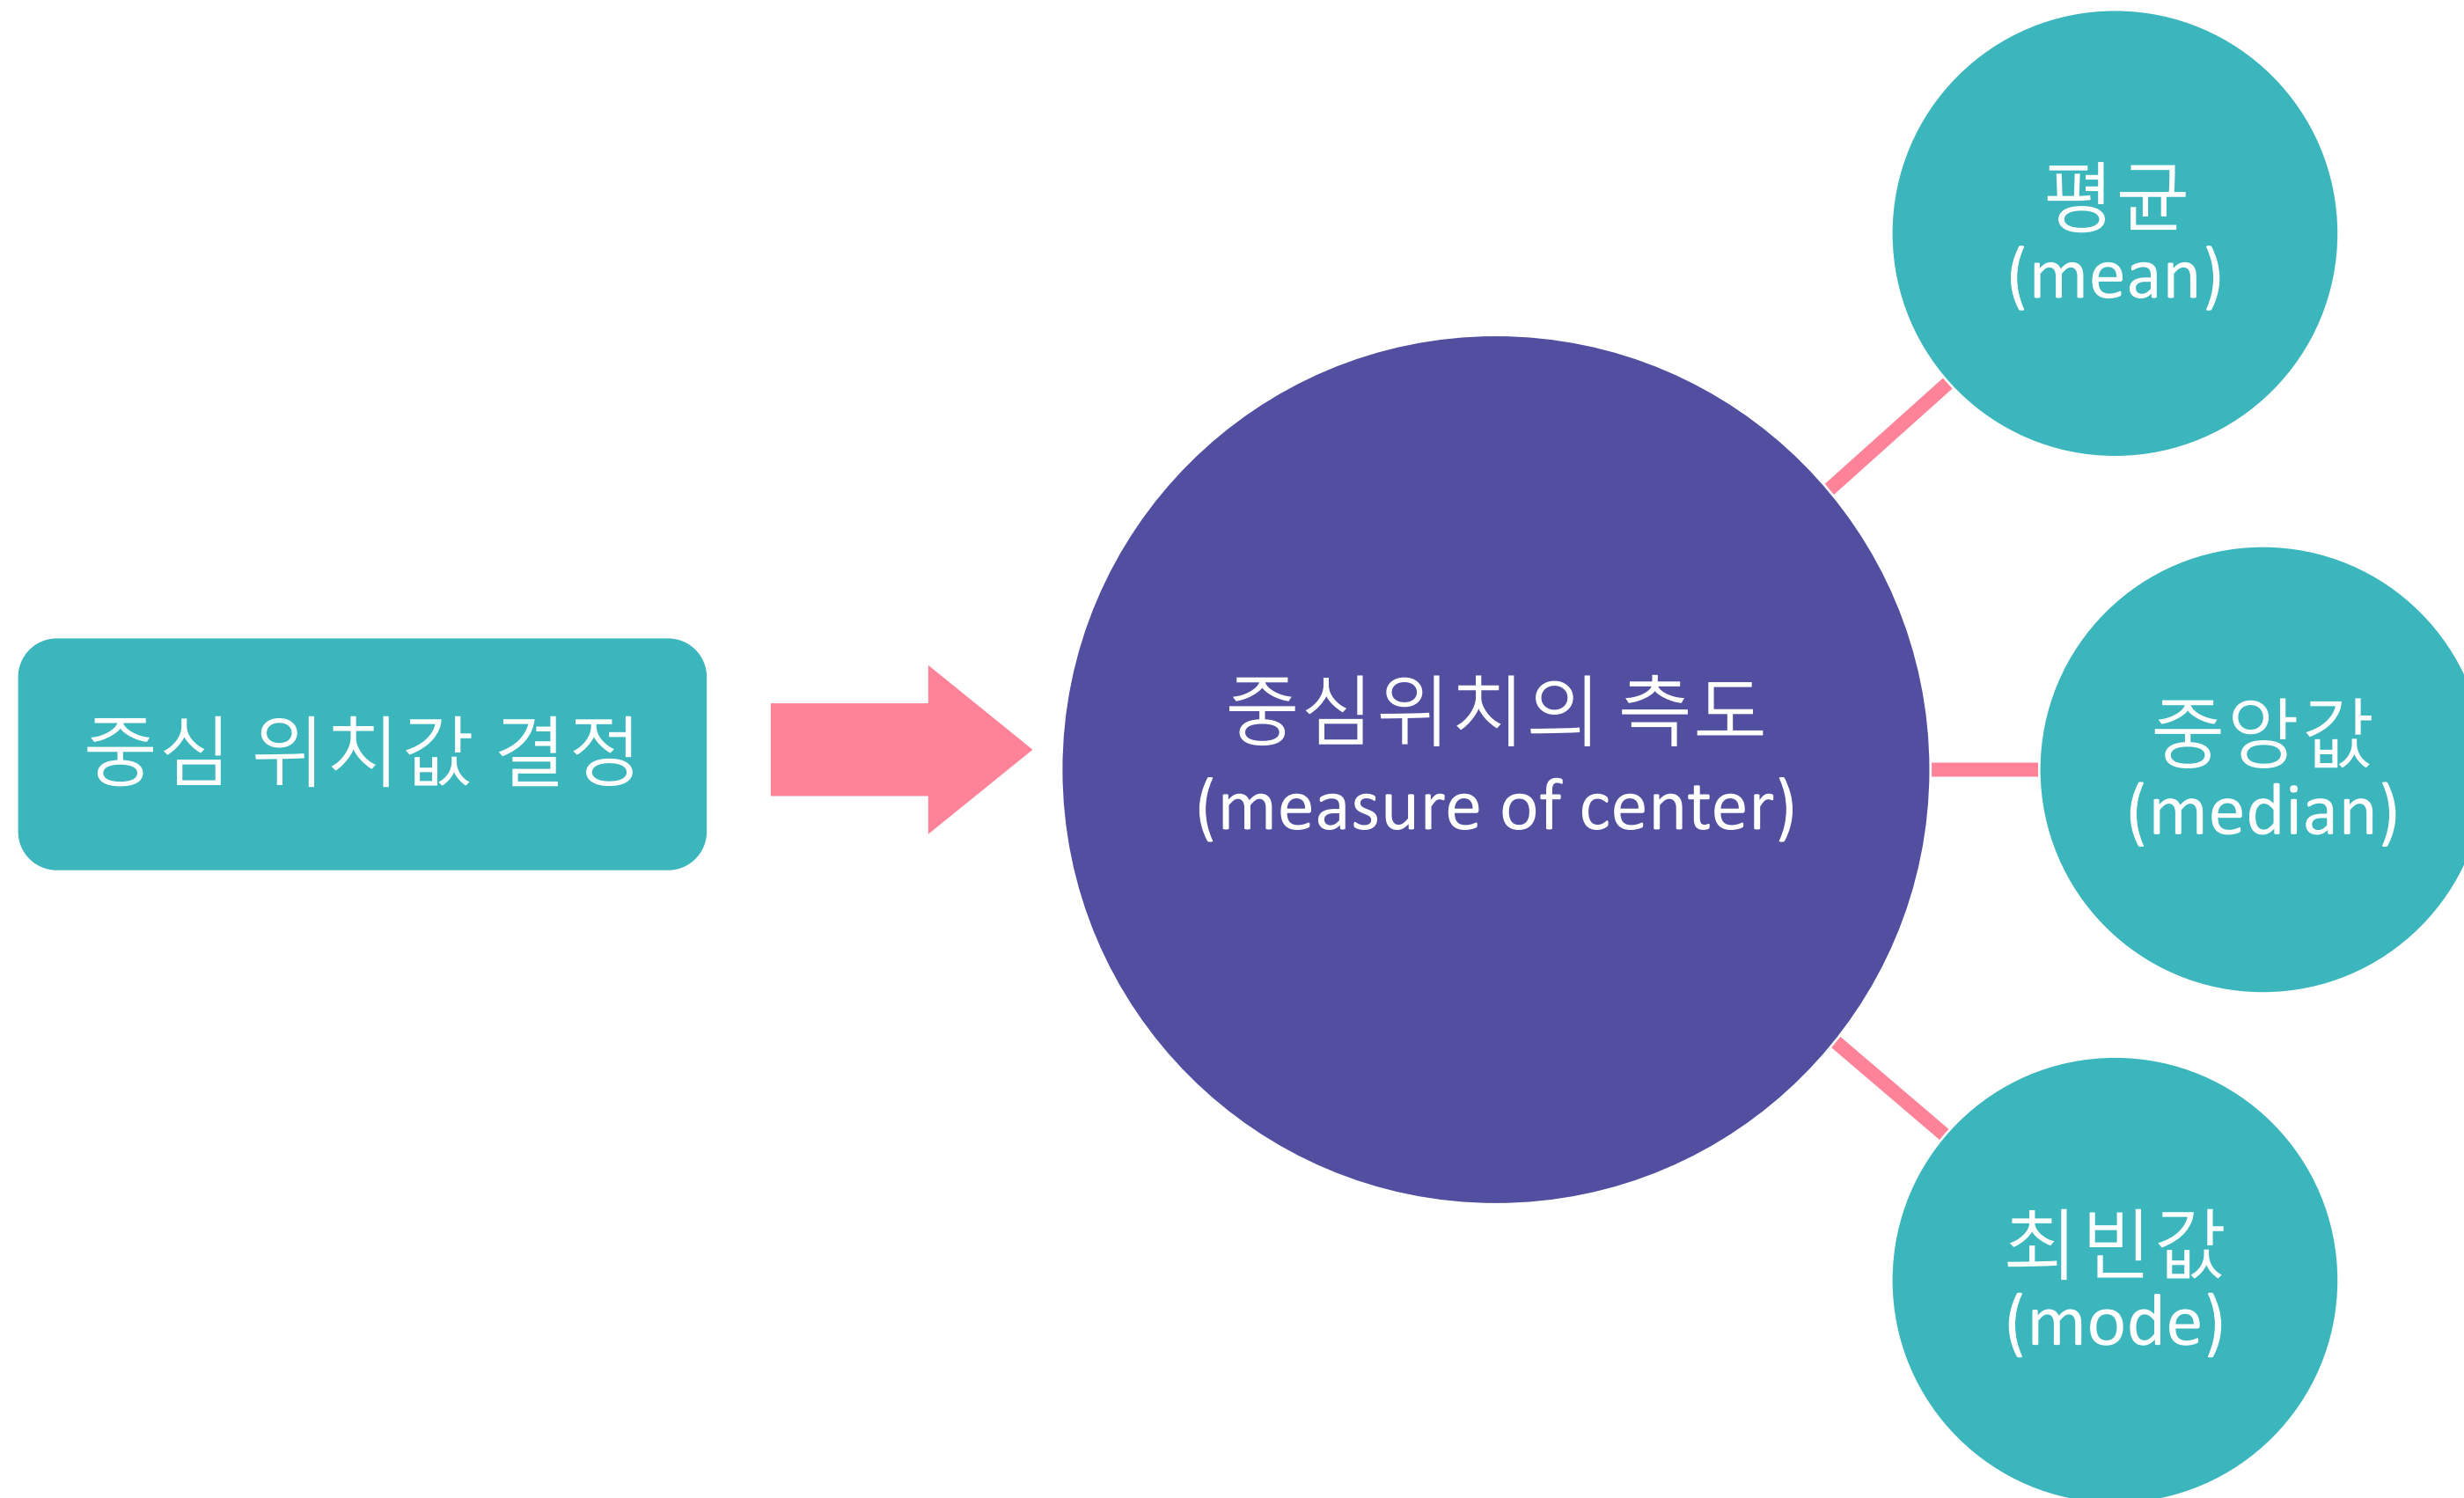 중심 위치값 결정
중심위치의 측도
(measure of center)
평균
(mean)
중앙값
(median)
최빈값
(mode)